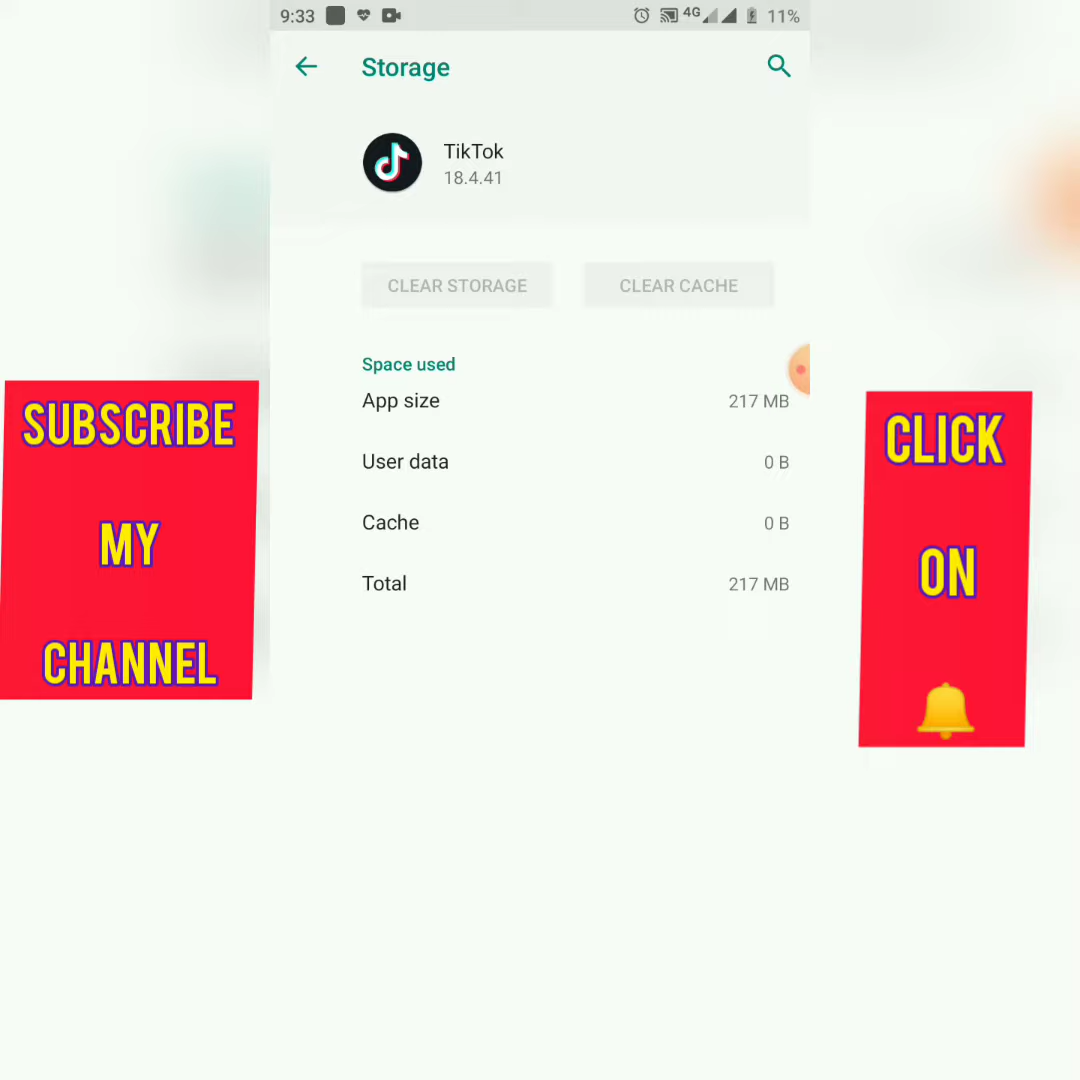 9:33
4G
11%
Storage
TikTok
18.4.41
CLEAR STORAGE
CLEAR CACHE
Space used
App size
217 MB
User data
0 B
Cache
0 B
Total
217 MB
SUBSCRIBE
MY
CHANNEL
CLICK
ON